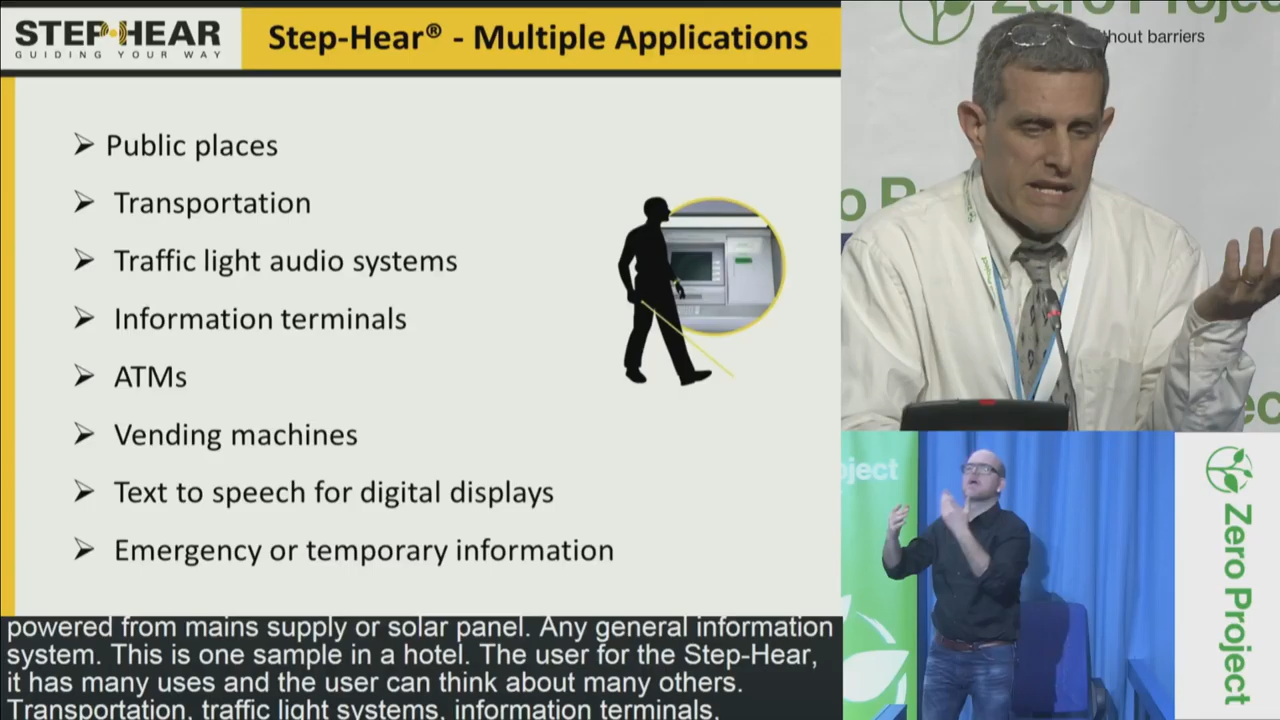 STEP-HEAR
GUIDING YOUR WAY
Step-Hear® - Multiple Applications
Public places
Transportation
Traffic light audio systems
Information terminals
ATMs
Vending machines
Text to speech for digital displays
Emergency or temporary information
powered from mains supply or solar panel. Any general information
system. This is one sample in a hotel. The user for the Step-Hear,
it has many uses and the user can think about many others.
Transportation, traffic light systems, information terminals,
Zero Project
thout barriers
o P
ec
oject
Zero Project